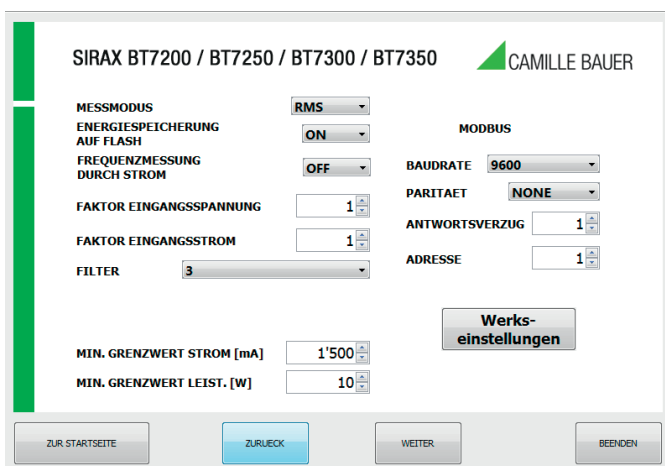 SIRAX BT7200 / BT7250 / BT7300 / BT7350
CAMILLE BAUER
MESSMODUS
RMS
ENERGIESPEICHERUNG
AUF FLASH
ON
FREQUENZMESSUNG
DURCH STROM
OFF
FAKTOR EINGANGSSPANNUNG
1
FAKTOR EINGANGSSTROM
1
FILTER
3
MODBUS
BAUDRATE
9600
PARITAET
NONE
ANTWORTSVERZUG
1
ADRESSE
1
Werks-
einstellungen
MIN. GRENZWERT STROM [mA]
1'500
MIN. GRENZWERT LEIST. [W]
10
ZUR STARTSEITE
ZURUECK
WEITER
BEENDEN